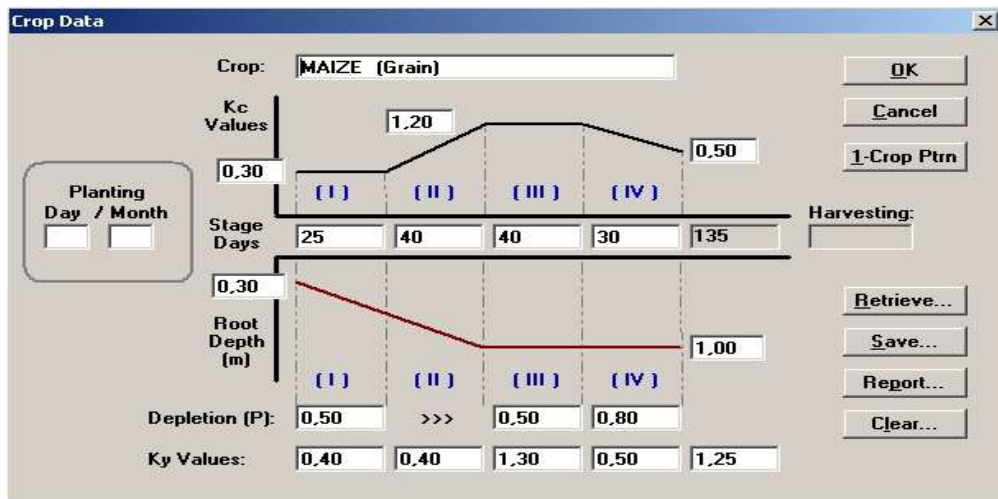 Crop Data
Crop: MAIZE (Grain)
OK
Kc
Values
1,20
Cancel
0,30
0,50
1-Crop Ptrn
( I ) ( II ) ( III ) ( IV )
Planting
Day / Month
Stage
Days
25 40 40 30 135
Harvesting:
0,30
Root
Depth
(m)
1,00
Retrieve...
Save...
( I ) ( II ) ( III ) ( IV )
Report...
Depletion (P): 0,50 >>> 0,50 0,80
Clear...
Ky Values: 0,40 0,40 1,30 0,50 1,25